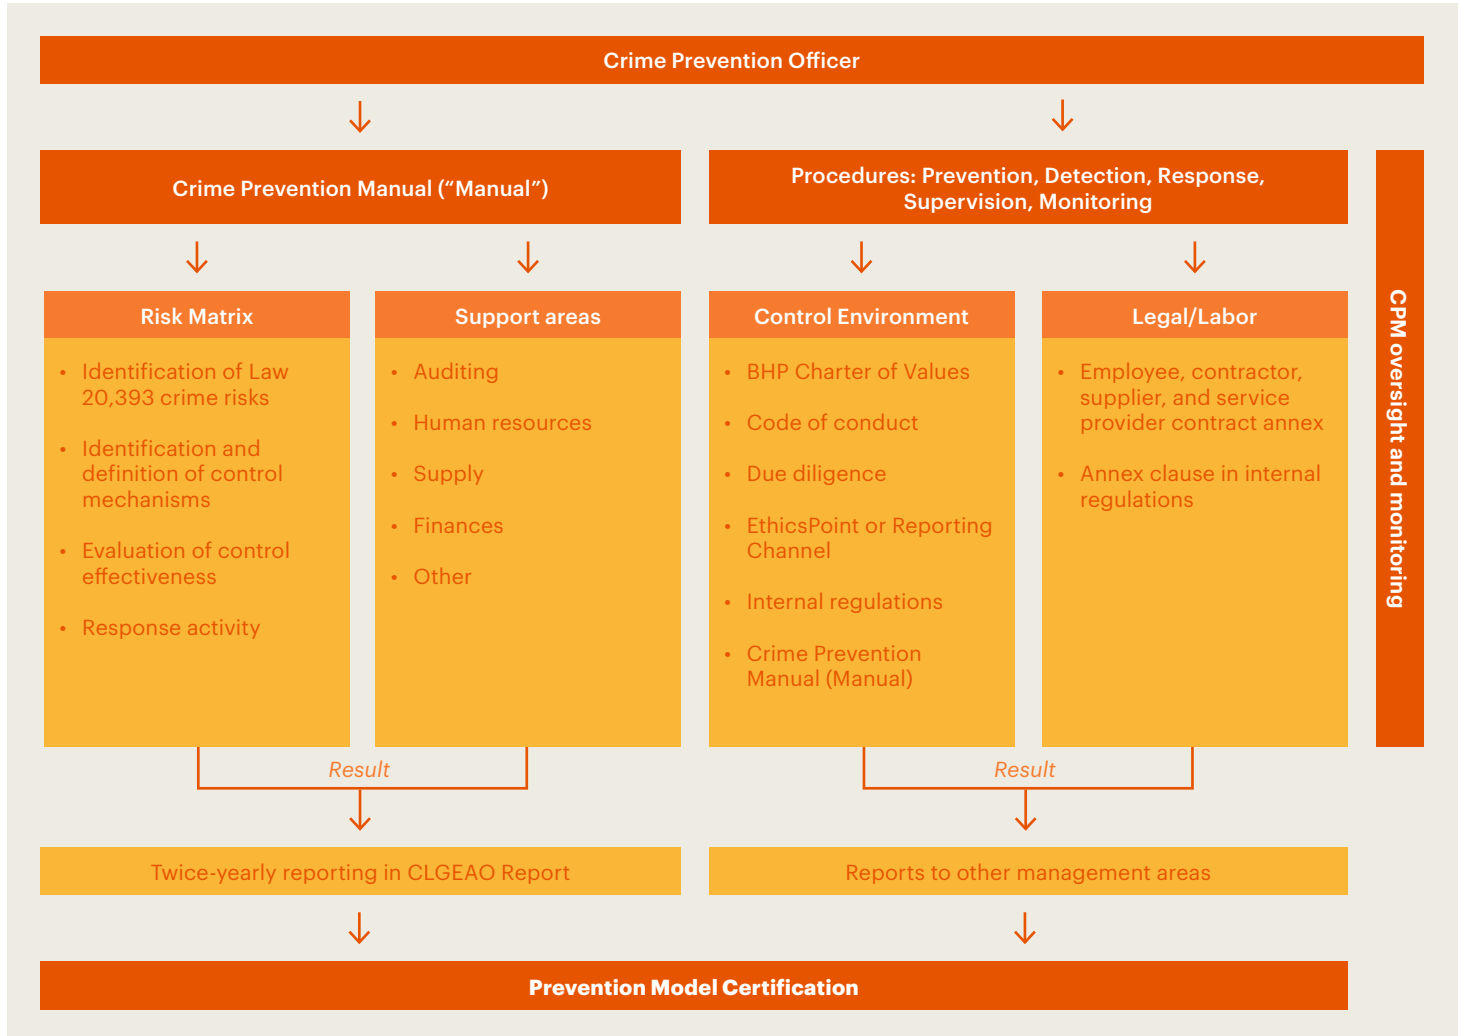 Crime Prevention Officer
Crime Prevention Manual (“Manual”)
Procedures: Prevention, Detection, Response,
Supervision, Monitoring
CPM oversight and monitoring
Risk Matrix
• Identification of Law
20,393 crime risks
• Identification and
definition of control
mechanisms
• Evaluation of control
effectiveness
• Response activity
Support areas
• Auditing
• Human resources
• Supply
• Finances
• Other
Control Environment
• BHP Charter of Values
• Code of conduct
• Due diligence
• EthicsPoint or Reporting
Channel
• Internal regulations
• Crime Prevention
Manual (Manual)
Legal/Labor
• Employee, contractor,
supplier, and service
provider contract annex
• Annex clause in internal
regulations
Result
Result
Twice-yearly reporting in CLGEAO Report
Reports to other management areas
Prevention Model Certification